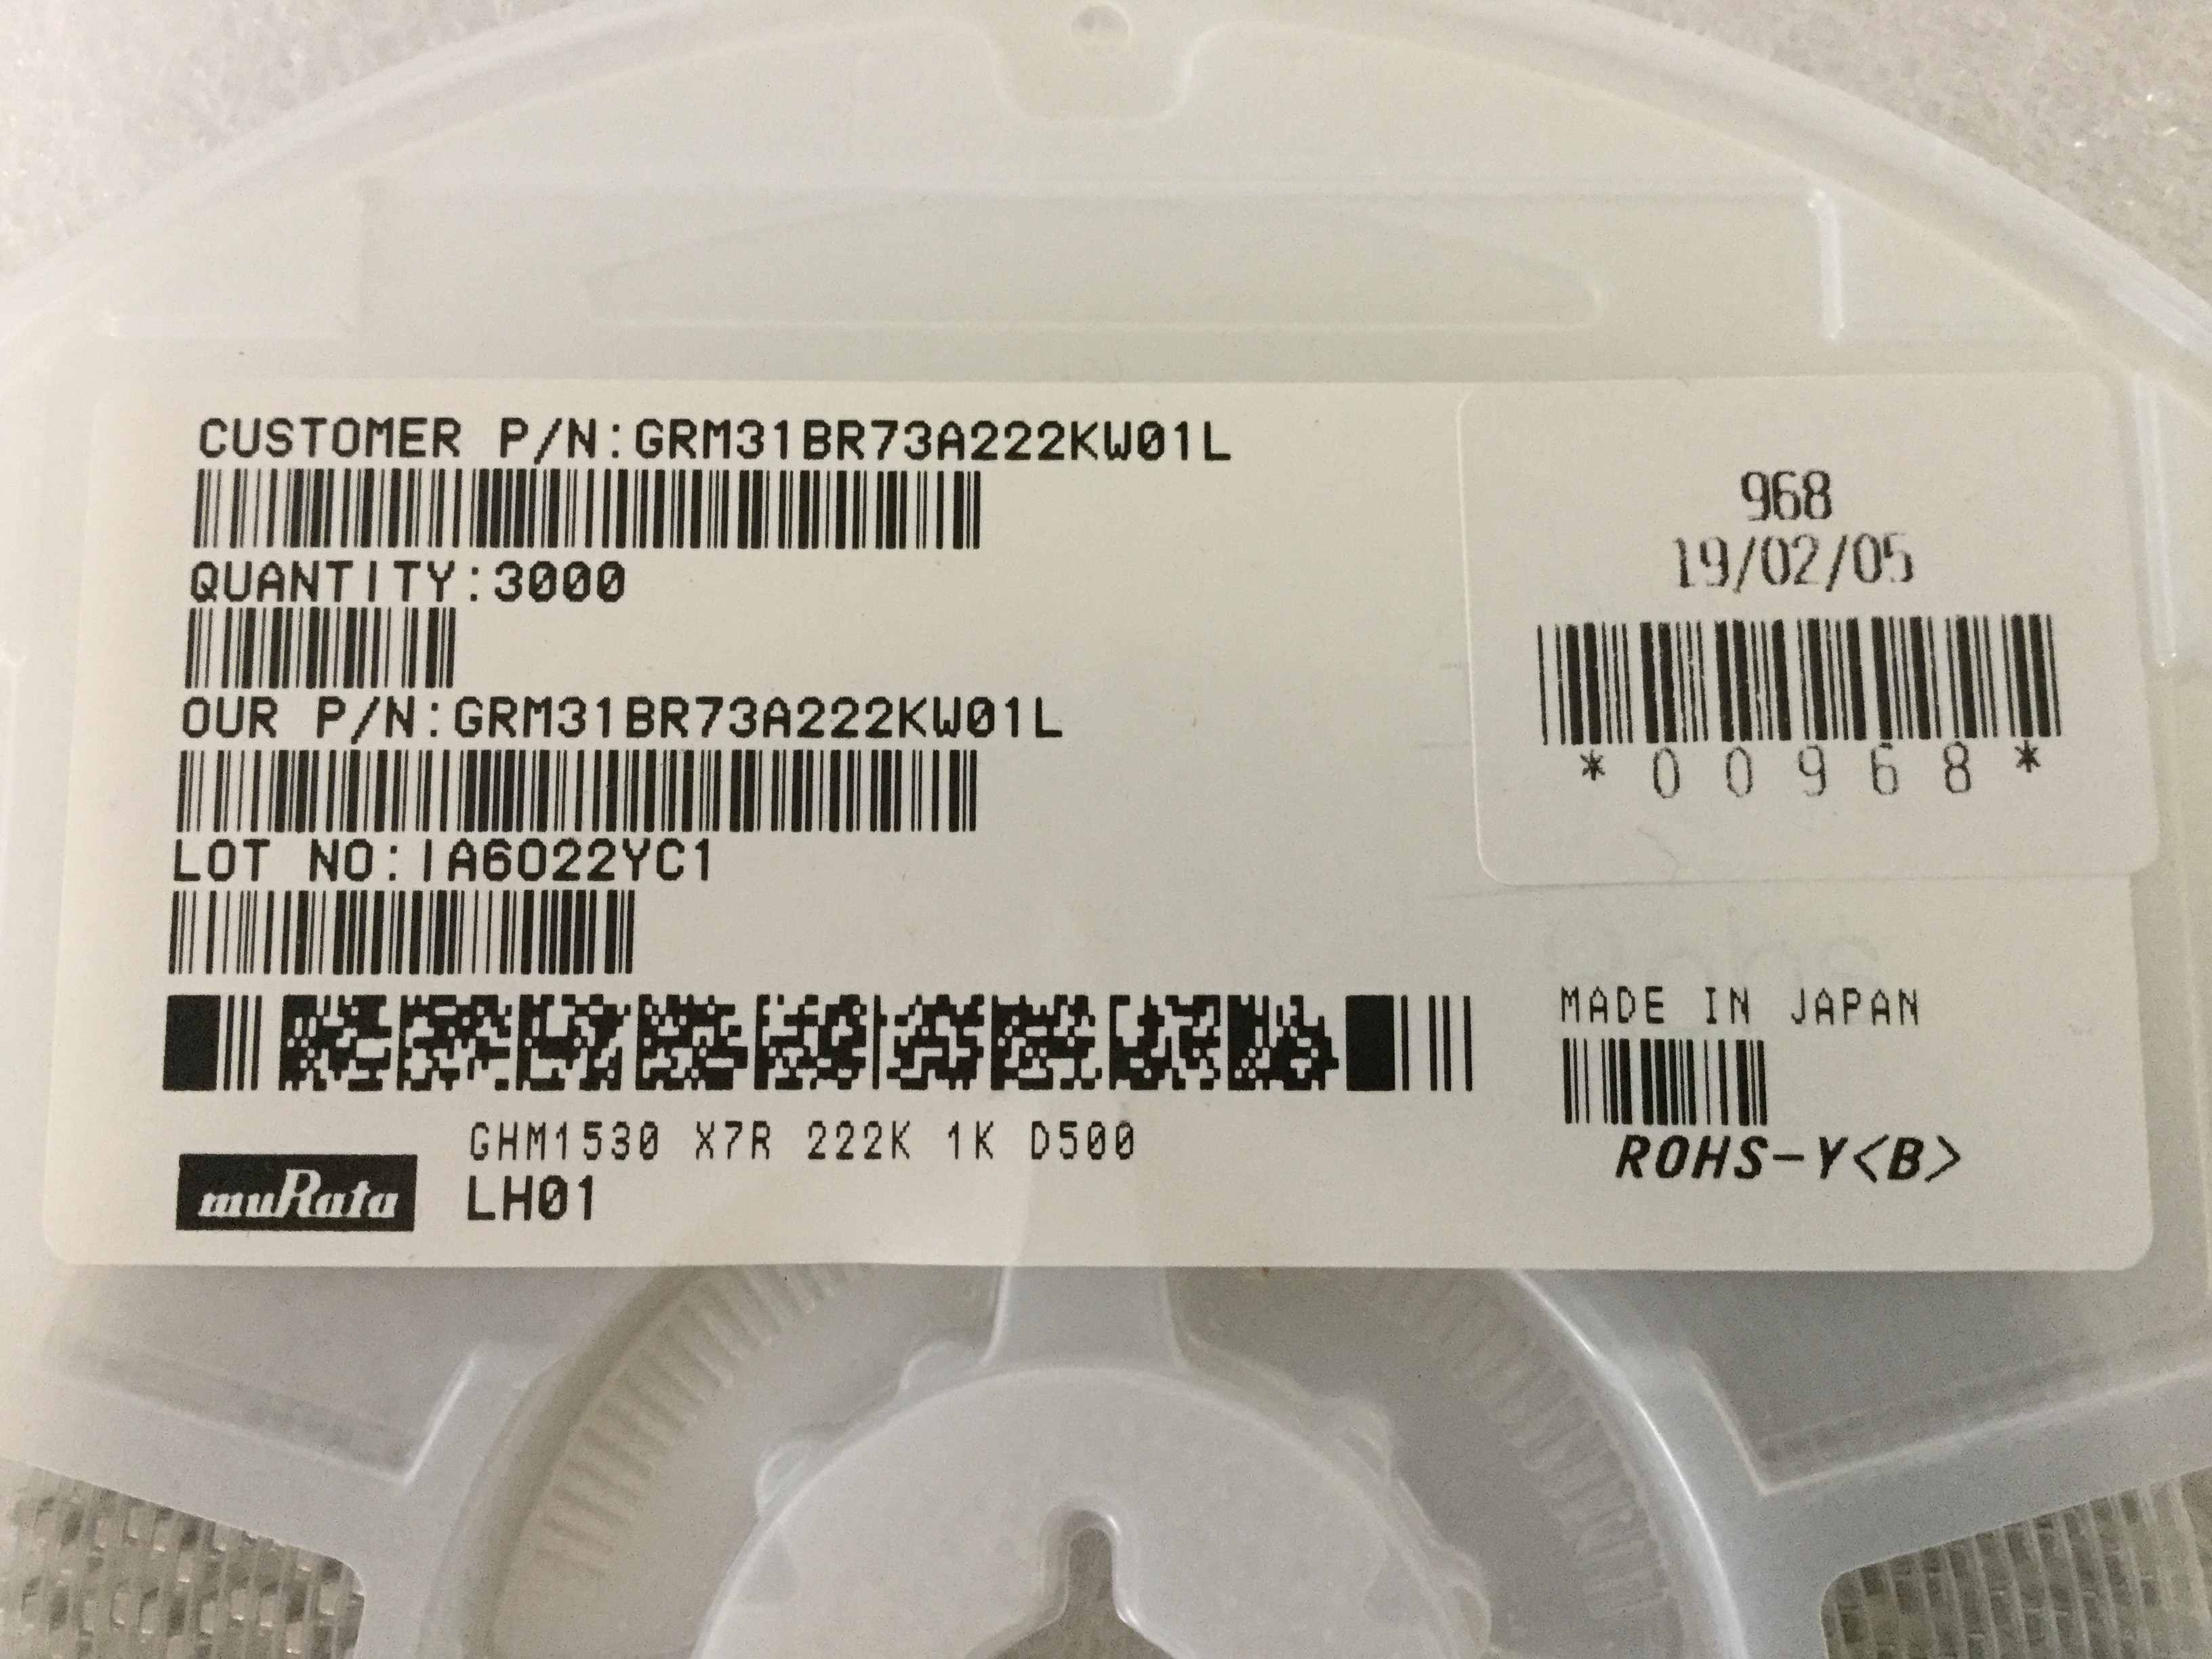 CUSTOMER P/N:GRM31BR73A222KW01L
QUANTITY:3000
OUR P/N:GRM31BR73A222KW01L
LOT NO:IA6O22YC1
968
19/02/05
*00968*
MADE IN JAPAN
ROHS-Y<B>
GHM1530 X7R 222K 1K D500
muRata
LH01